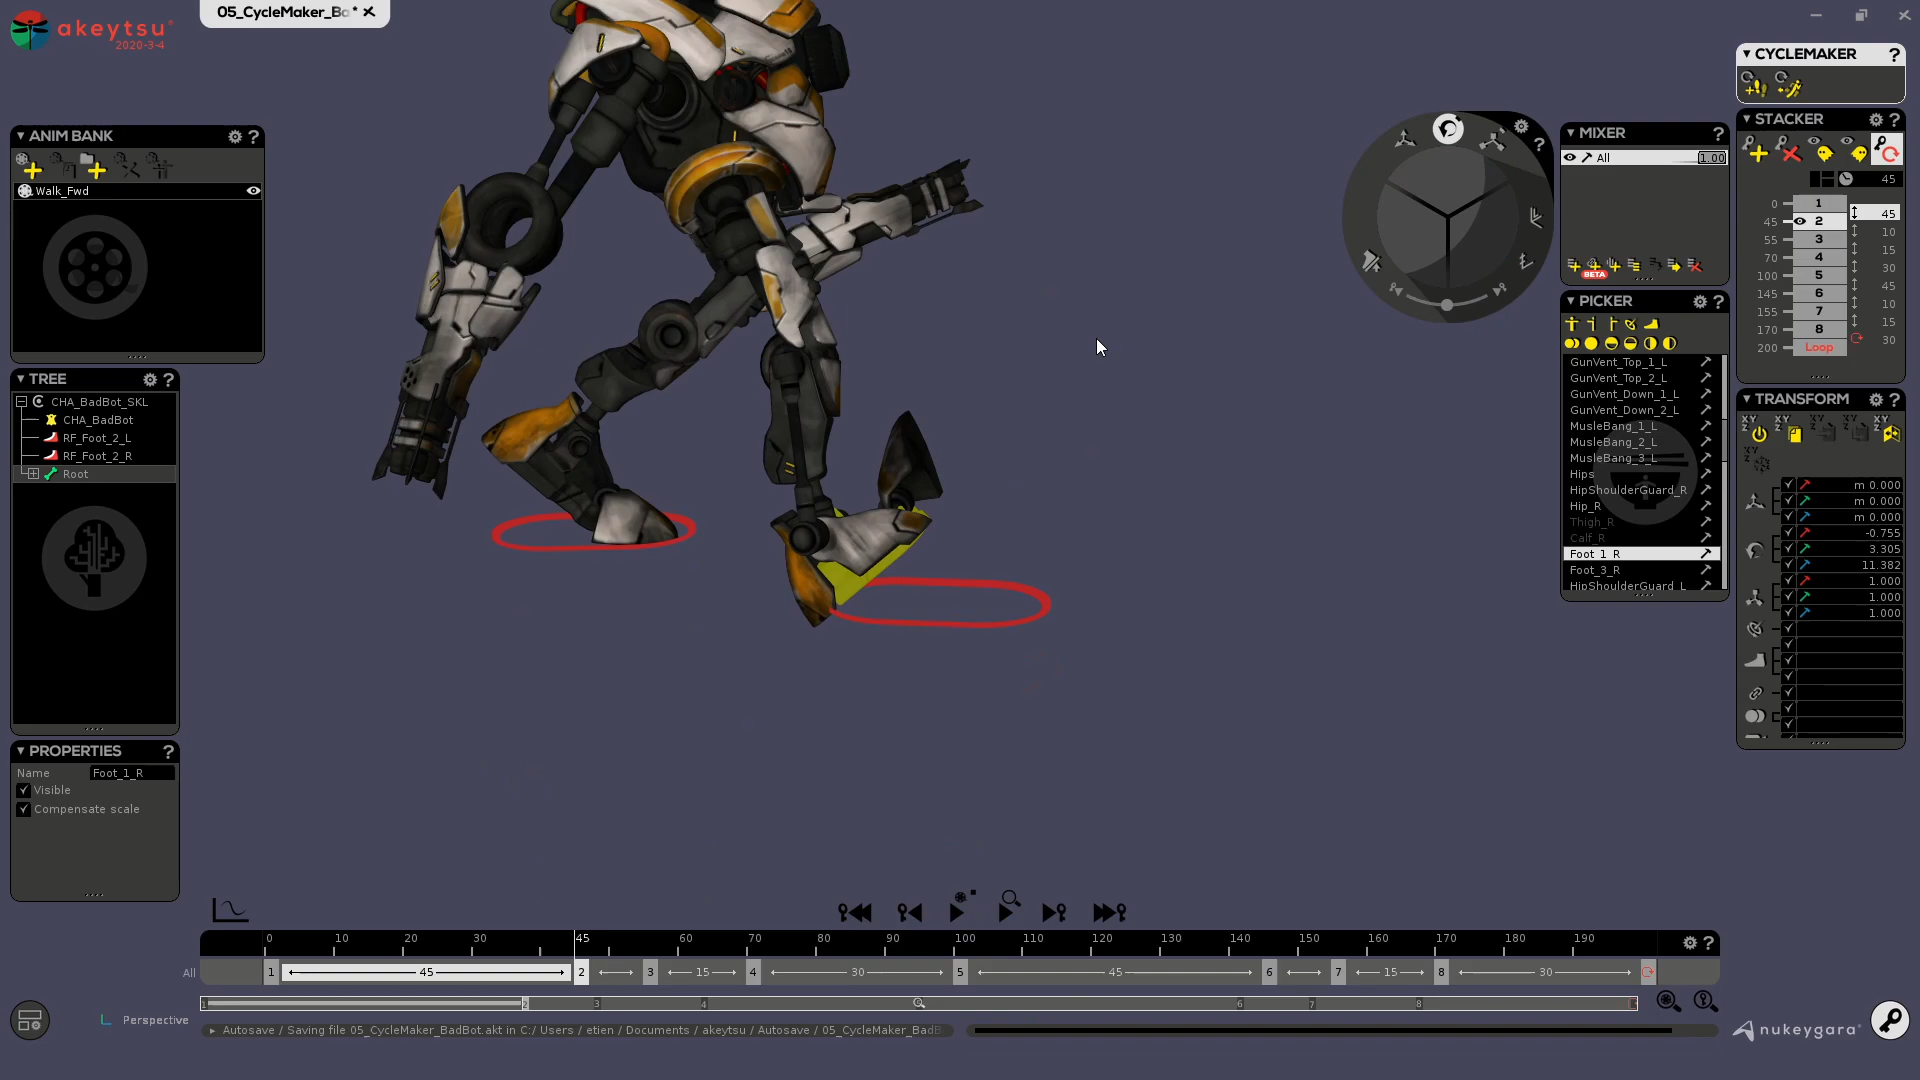 05_CycleMaker_Ba*
akeytsu
2020-3-4
ANIM BANK
Walk_Fwd
TREE
CHA_BadBot_SKL
CHA_BadBot
RF_Foot_2_L
RF_Foot_2_R
Root
PROPERTIES
Name Foot_1_R
Visible
Compensate scale
MIXER
All 1.00
BETA
PICKER
GunVent_Top_1_L
GunVent_Top_2_L
GunVent_Down_1_L
GunVent_Down_2_L
MusleBang_1_L
MusleBang_2_L
MusleBang_3_L
Hips
HipShoulderGuard_R
Hip_R
Thigh_R
Calf_R
Foot_1_R
Foot_3_R
HipShoulderGuard_L
CYCLEMAKER
STACKER
45
0 1
45 2 45
55 3 10
70 4 15
100 5 30
145 6 45
155 7 10
170 8 15
200 Loop 30
TRANSFORM
m 0.000
m 0.000
m 0.000
-0.755
3.305
11.382
1.000
1.000
1.000
0 10 20 30 45 60 70 80 90 100 110 120 130 140 150 160 170 180 190
All 1 45 2 3 15 4 30 5 45 6 7 15 8 30
1 2 3 4 6 7 8
Perspective
Autosave / Saving file 05_CycleMaker_BadBot.akt in C:/ Users / etien / Documents / akeytsu / Autosave / 05_CycleMaker_BadB
nukeygara